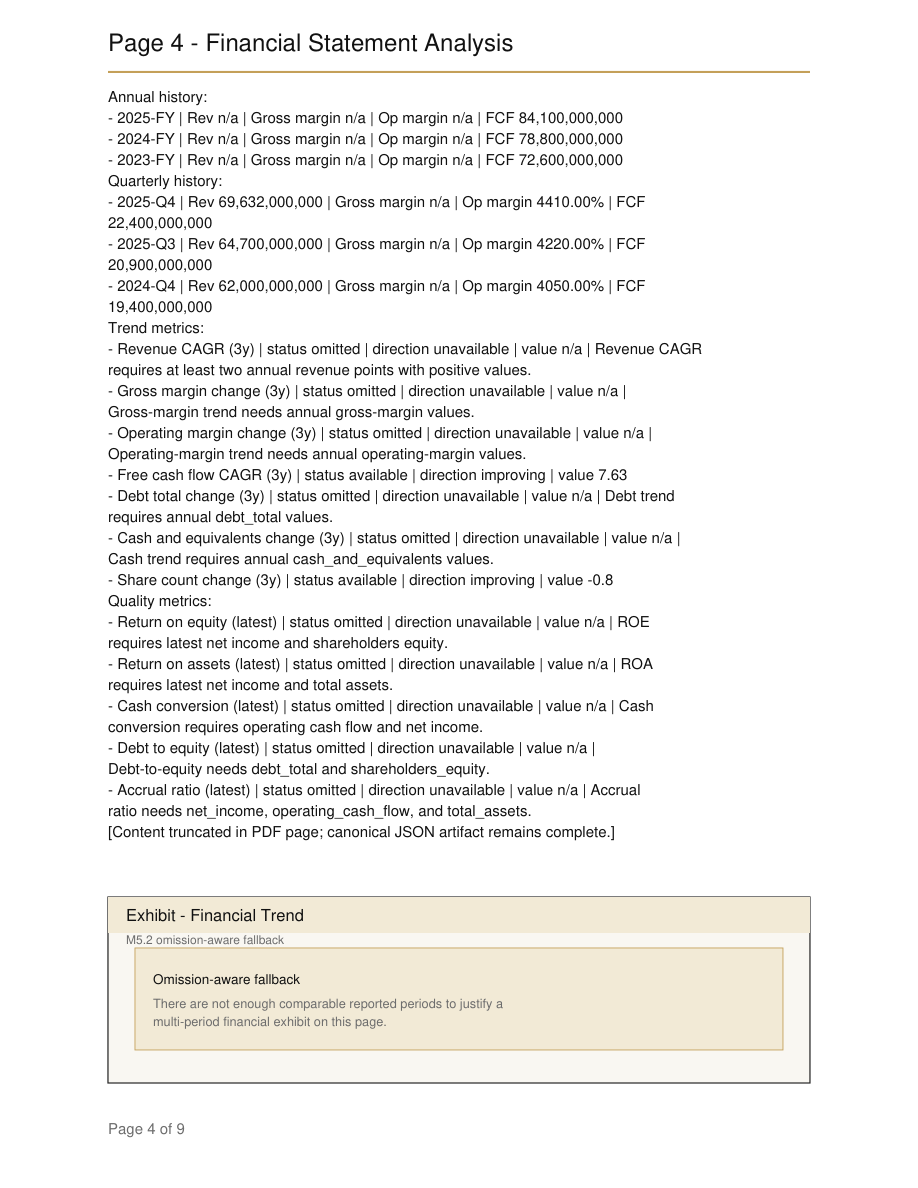 Page 4 - Financial Statement Analysis
Annual history:
- 2025-FY | Rev n/a | Gross margin n/a | Op margin n/a | FCF 84,100,000,000
- 2024-FY | Rev n/a | Gross margin n/a | Op margin n/a | FCF 78,800,000,000
- 2023-FY | Rev n/a | Gross margin n/a | Op margin n/a | FCF 72,600,000,000
Quarterly history:
- 2025-Q4 | Rev 69,632,000,000 | Gross margin n/a | Op margin 4410.00% | FCF
22,400,000,000
- 2025-Q3 | Rev 64,700,000,000 | Gross margin n/a | Op margin 4220.00% | FCF
20,900,000,000
- 2024-Q4 | Rev 62,000,000,000 | Gross margin n/a | Op margin 4050.00% | FCF
19,400,000,000
Trend metrics:
- Revenue CAGR (3y) | status omitted | direction unavailable | value n/a | Revenue CAGR
requires at least two annual revenue points with positive values.
- Gross margin change (3y) | status omitted | direction unavailable | value n/a |
Gross-margin trend needs annual gross-margin values.
- Operating margin change (3y) | status omitted | direction unavailable | value n/a |
Operating-margin trend needs annual operating-margin values.
- Free cash flow CAGR (3y) | status available | direction improving | value 7.63
- Debt total change (3y) | status omitted | direction unavailable | value n/a | Debt trend
requires annual debt_total values.
- Cash and equivalents change (3y) | status omitted | direction unavailable | value n/a |
Cash trend requires annual cash_and_equivalents values.
- Share count change (3y) | status available | direction improving | value -0.8
Quality metrics:
- Return on equity (latest) | status omitted | direction unavailable | value n/a | ROE
requires latest net income and shareholders equity.
- Return on assets (latest) | status omitted | direction unavailable | value n/a | ROA
requires latest net income and total assets.
- Cash conversion (latest) | status omitted | direction unavailable | value n/a | Cash
conversion requires operating cash flow and net income.
- Debt to equity (latest) | status omitted | direction unavailable | value n/a |
Debt-to-equity needs debt_total and shareholders_equity.
- Accrual ratio (latest) | status omitted | direction unavailable | value n/a | Accrual
ratio needs net_income, operating_cash_flow, and total_assets.
[Content truncated in PDF page; canonical JSON artifact remains complete.]
Exhibit - Financial Trend
M5.2 omission-aware fallback
Omission-aware fallback
There are not enough comparable reported periods to justify a
multi-period financial exhibit on this page.
Page 4 of 9